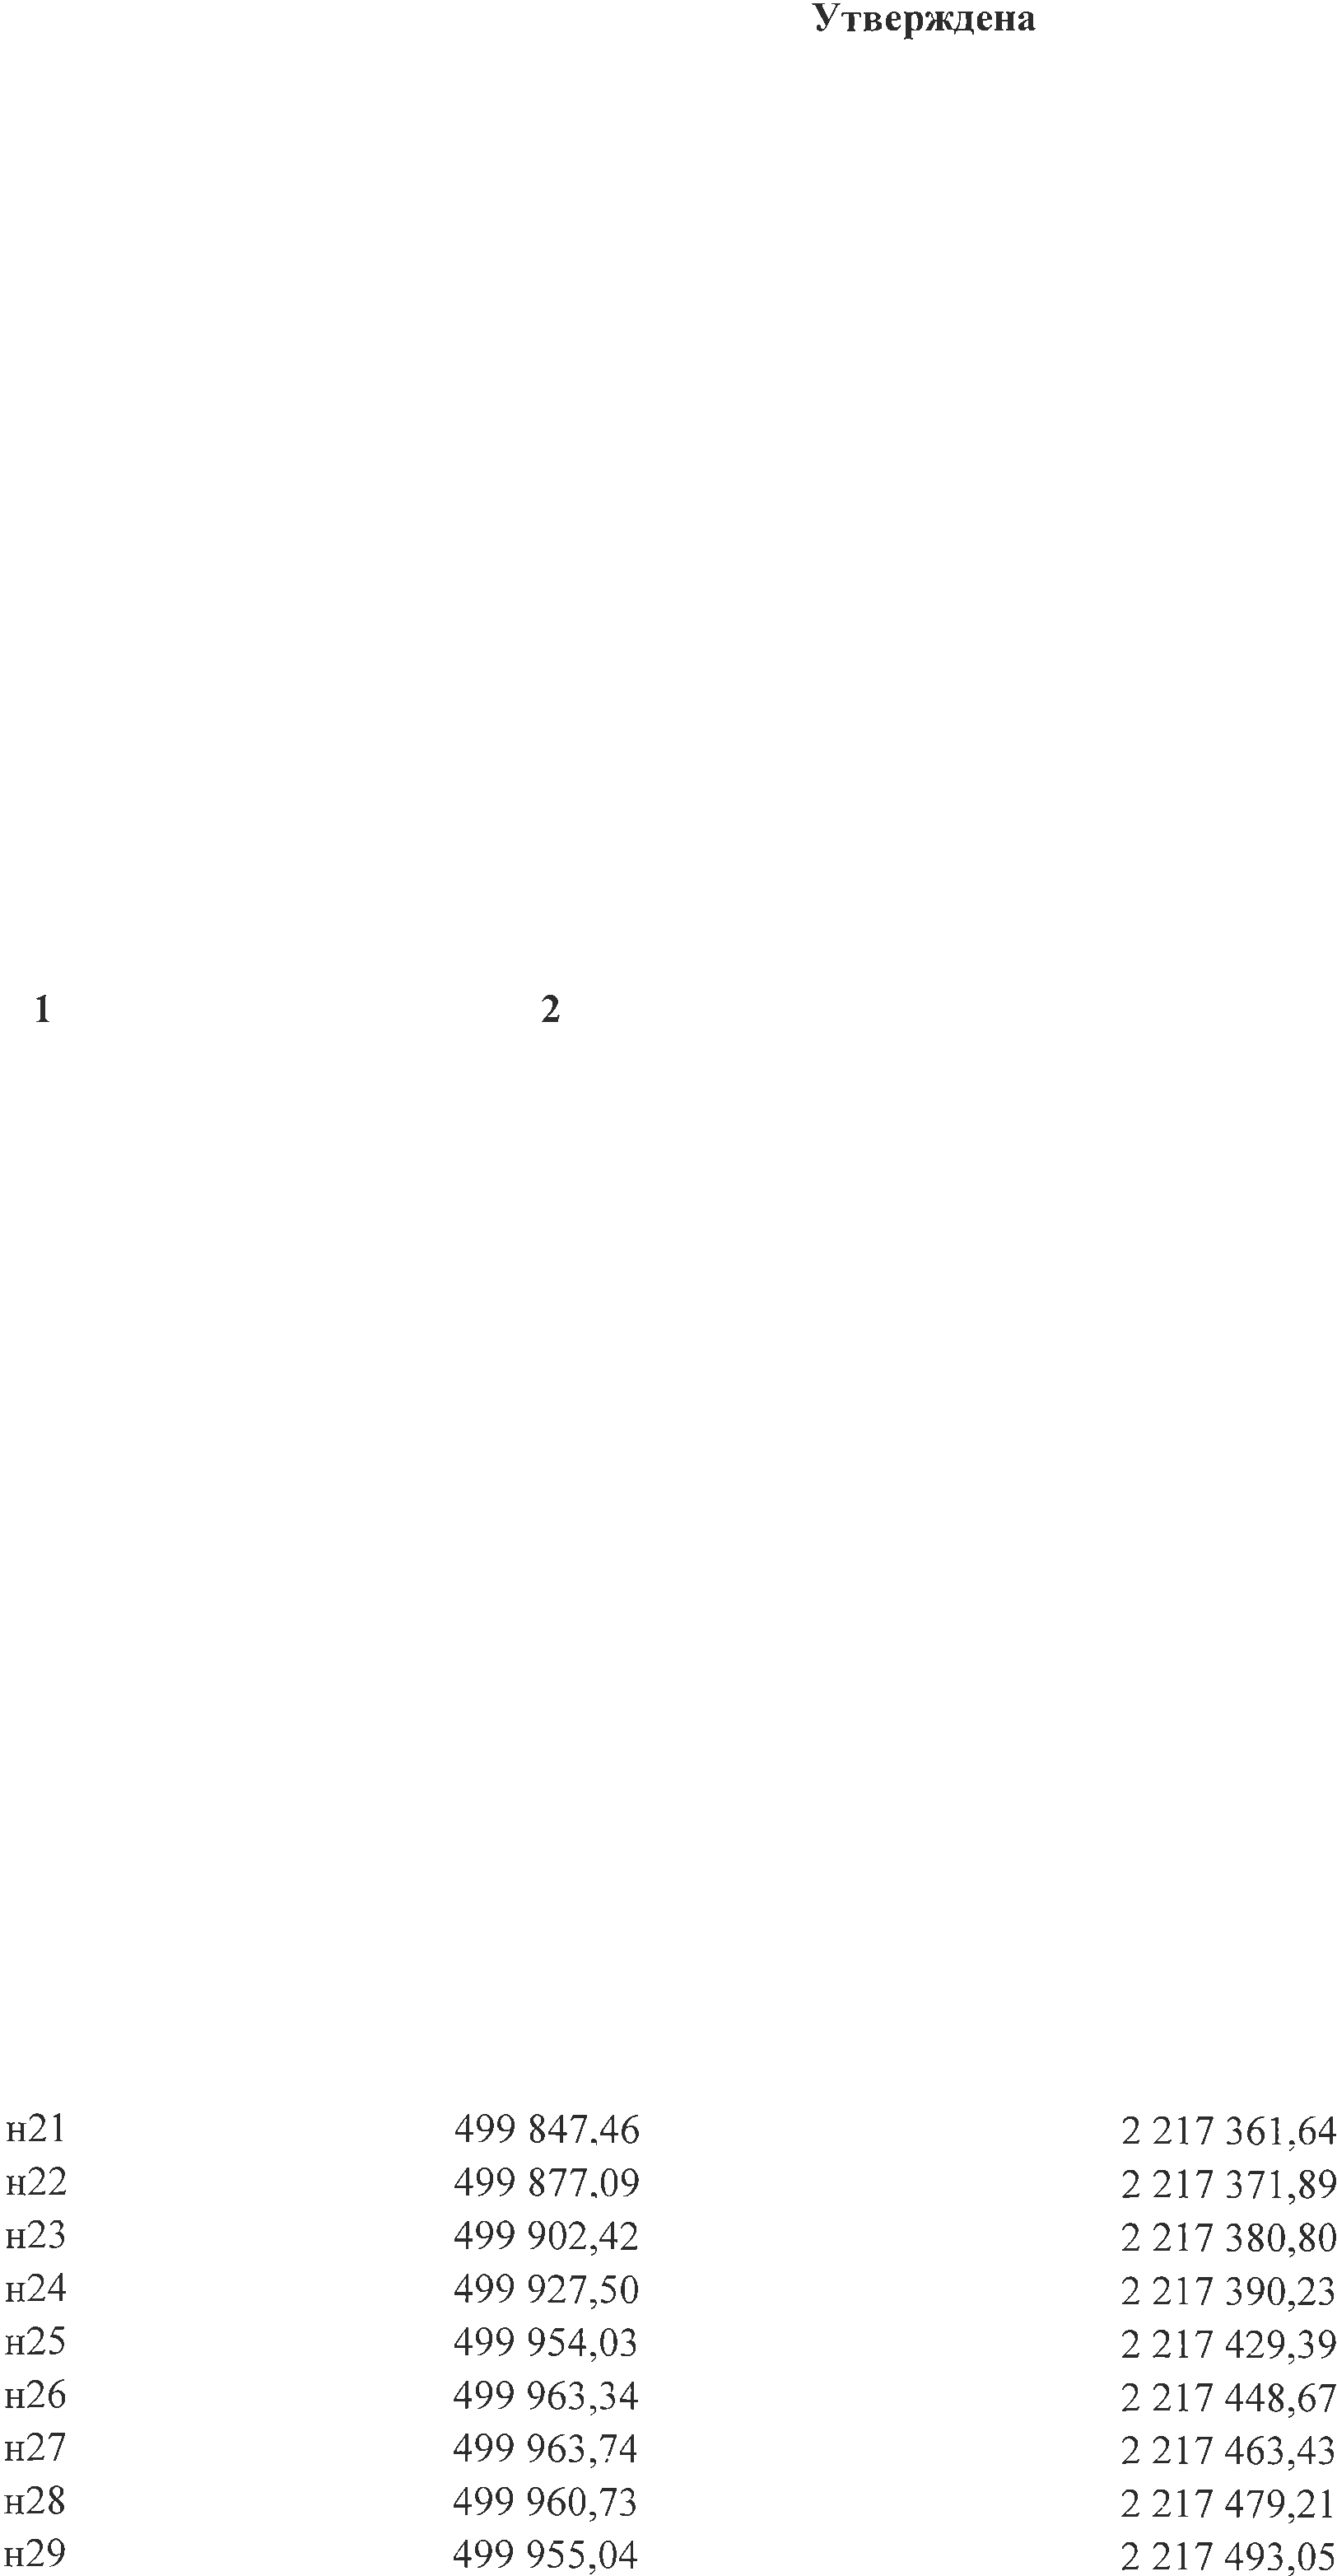 Утверждена
1 2
н21 499 847,46 2 217 361,64
н22 499 877,09 2 217 371,89
н23 499 902,42 2 217 380,80
н24 499 927,50 2 217 390,23
н25 499 954,03 2 217 429,39
н26 499 963,34 2 217 448,67
н27 499 963,74 2 217 463,43
н28 499 960,73 2 217 479,21
н29 499 955,04 2 217 493,05